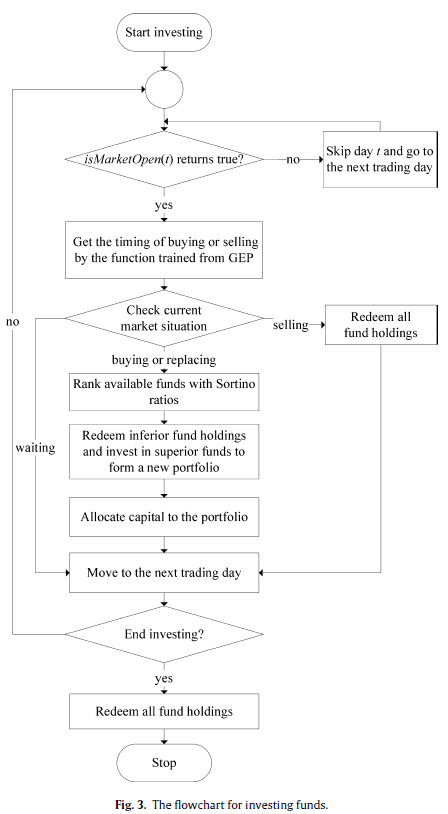 Start investing
isMarketOpen(t) returns true?
no
Skip day t and go to
the next trading day
yes
Get the timing of buying or selling
by the function trained from GEP
Check current
market situation
selling
Redeem all
fund holdings
no
buying or replacing
Rank available funds with Sortino
ratios
Redeem inferior fund holdings
and invest in superior funds to
form a new portfolio
waiting
Allocate capital to the portfolio
Move to the next trading day
End investing?
yes
Redeem all fund holdings
Stop
Fig. 3. The flowchart for investing funds.